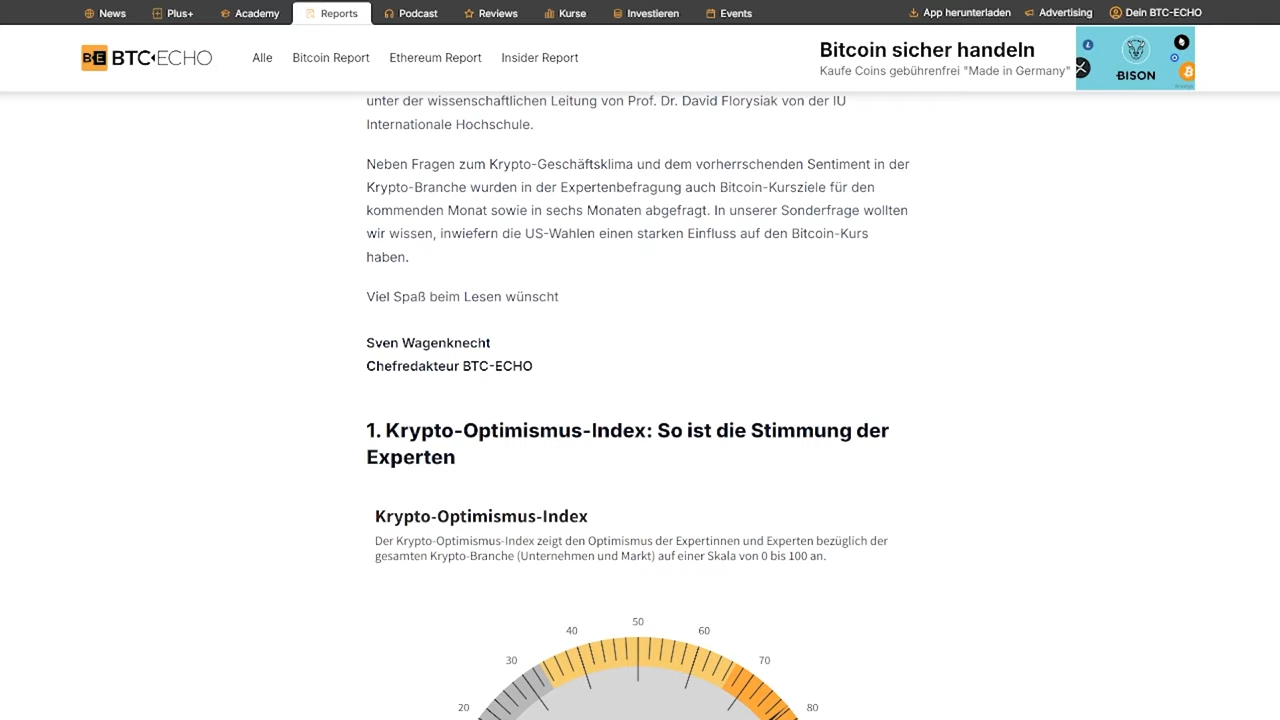 News Plus+ Academy Reports Podcast Reviews Kurse Investieren Events App herunterladen Advertising Dein BTC-ECHO
BE BTC-ECHO Alle Bitcoin Report Ethereum Report Insider Report
Bitcoin sicher handeln
Kaufe Coins gebührenfrei "Made in Germany"
BISON
unter der wissenschaftlichen Leitung von Prof. Dr. David Florysiak von der IU
Internationale Hochschule.
Neben Fragen zum Krypto-Geschäftsklima und dem vorherrschenden Sentiment in der
Krypto-Branche wurden in der Expertenbefragung auch Bitcoin-Kursziele für den
kommenden Monat sowie in sechs Monaten abgefragt. In unserer Sonderfrage wollten
wir wissen, inwiefern die US-Wahlen einen starken Einfluss auf den Bitcoin-Kurs
haben.
Viel Spaß beim Lesen wünscht
Sven Wagenknecht
Chefredakteur BTC-ECHO
1. Krypto-Optimismus-Index: So ist die Stimmung der
Experten
Krypto-Optimismus-Index
Der Krypto-Optimismus-Index zeigt den Optimismus der Expertinnen und Experten bezüglich der
gesamten Krypto-Branche (Unternehmen und Markt) auf einer Skala von 0 bis 100 an.
50
40 60
30 70
20 80